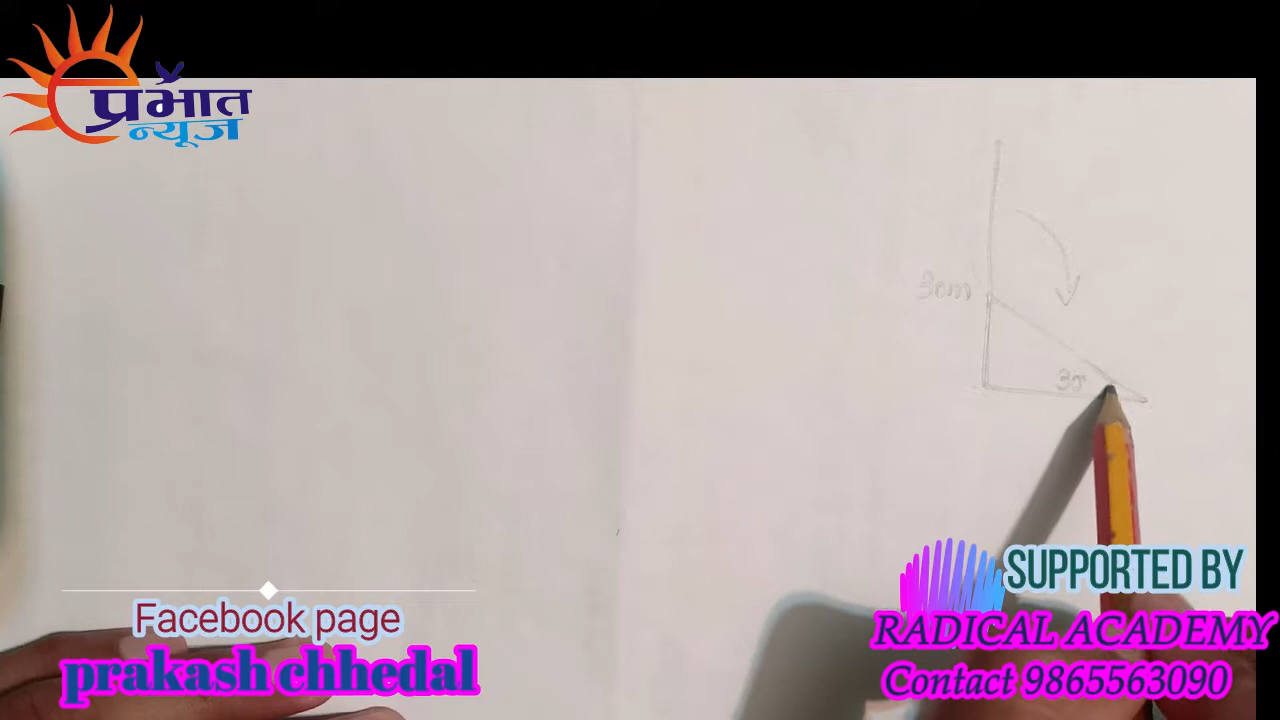 प्रभात
न्यूज
30m
30°
Facebook page
prakash chhedal
SUPPORTED BY
RADICAL ACADEMY
Contact 9865563090